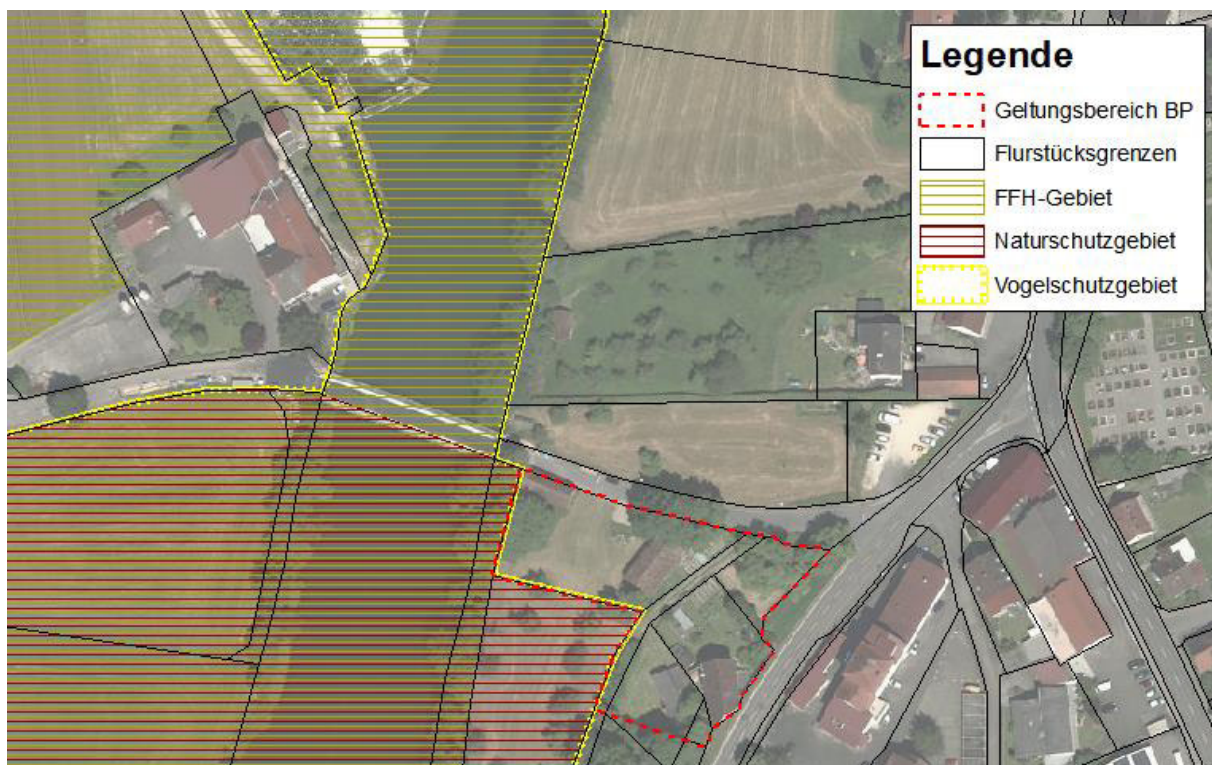 Legende
Geltungsbereich BP
Flurstücksgrenzen
FFH-Gebiet
Naturschutzgebiet
Vogelschutzgebiet